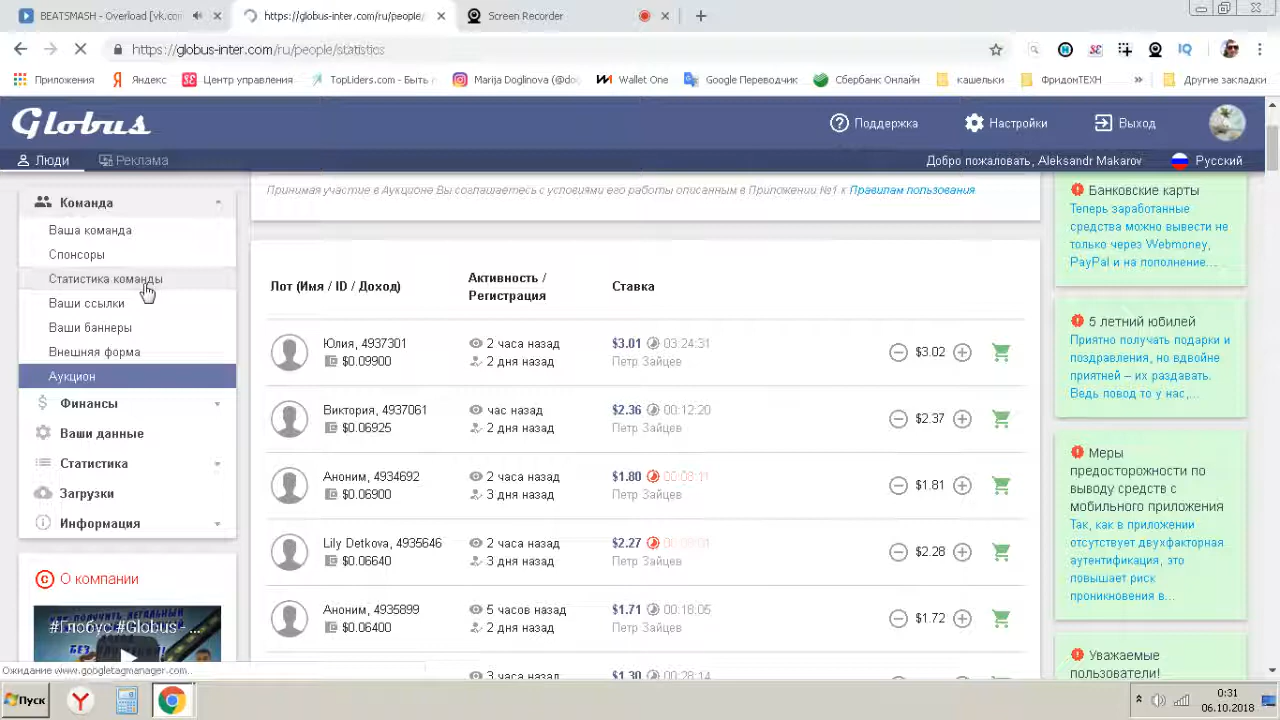 BEATSMASH - Overload [vk.com
https://globus-inter.com/ru/people/
Screen Recorder
https://globus-inter.com/ru/people/statistics
Приложения
Яндекс
Центр управления
TopLiders.com - Быть
Marija Doglinova (@do
Wallet One
Google Переводчик
Сбербанк Онлайн
кашельки
ФридомТЕХН
Другие закладки
Globus
Поддержка
Настройки
Выход
Люди
Реклама
Добро пожаловать, Aleksandr Makarov
Русский
Команда
Ваша команда
Спонсоры
Статистика команды
Ваши ссылки
Ваши баннеры
Внешняя форма
Аукцион
Финансы
Ваши данные
Статистика
Загрузки
Информация
О компании
#Глобус #Globus - ...
Принимая участие в Аукционе Вы соглашаетесь с условиями его работы описанным в Приложении №1 к Правилам пользования.
Лот (Имя / ID / Доход)
Активность /
Регистрация
Ставка
Юлия, 4937301
2 часа назад
$3.01 03:24:31
$0.09900
2 дня назад
Петр Зайцев
$3.02
Виктория, 4937061
час назад
$2.36 00:12:20
$0.06925
2 дня назад
Петр Зайцев
$2.37
Аноним, 4934692
2 часа назад
$1.80
$0.06900
3 дня назад
Петр Зайцев
$1.81
Lily Detkova, 4935646
2 часа назад
$2.27
$0.06640
3 дня назад
Петр Зайцев
$2.28
Аноним, 4935899
5 часов назад
$1.71 00:18:05
$0.06400
2 дня назад
Петр Зайцев
$1.72
3 часа назад
$1.30 00:28:14
Банковские карты
Теперь заработанные
средства можно вывести не
только через Webmoney,
PayPal и на пополнение...
5 летний юбилей
Приятно получать подарки и
поздравления, но вдвойне
приятней – их раздавать.
Ведь повод то у нас,...
Меры
предосторожности по
выводу средств с
мобильного приложения
Так, как в приложении
отсутствует двухфакторная
аутентификация, это
повышает риск
проникновения в...
Уважаемые
пользователи!
Ожидание www.googletagmanager.com...
Пуск
0:31
06.10.2018